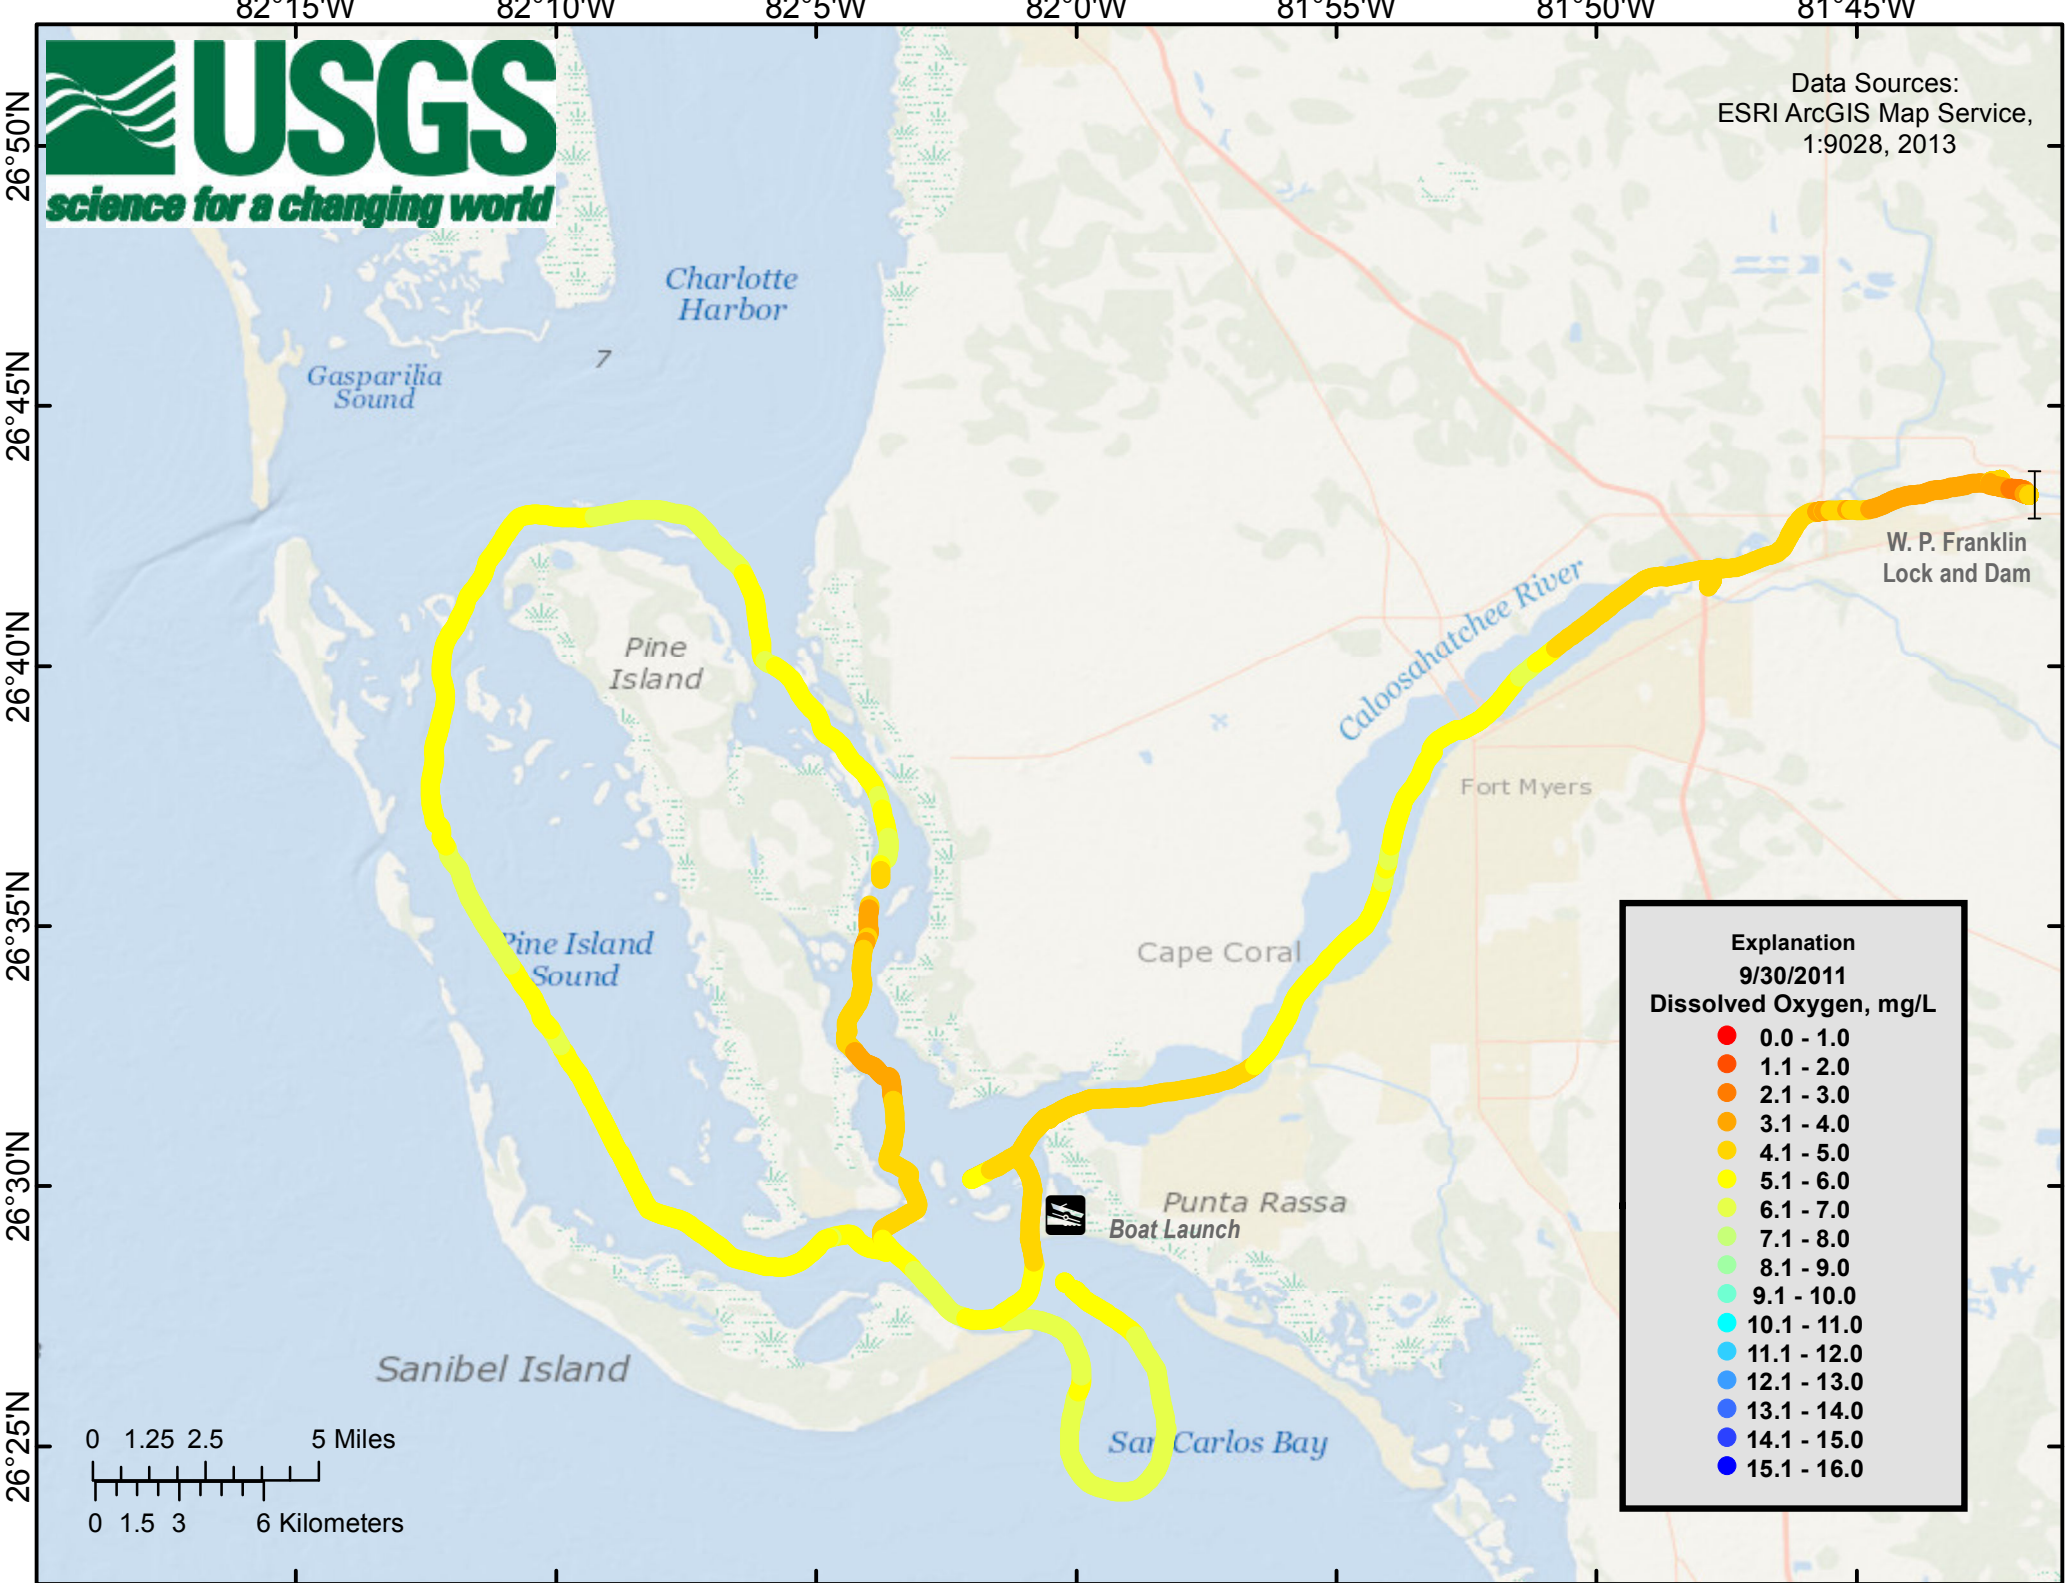 82°15'W 82°10'W 82°5'W 82°0'W 81°55'W 81°50'W 81°45'W
USGS
science for a changing world
Data Sources:
ESRI ArcGIS Map Service,
1:9028, 2013
26°50'N
26°45'N
26°40'N
26°35'N
26°30'N
26°25'N
Charlotte
Harbor
7
Gasparilia
Sound
W. P. Franklin
Lock and Dam
Caloosahatchee River
Pine
Island
Fort Myers
Pine Island
Sound
Cape Coral
Punta Rassa
Boat Launch
Sanibel Island
San Carlos Bay
0 1.25 2.5 5 Miles
0 1.5 3 6 Kilometers
Explanation
9/30/2011
Dissolved Oxygen, mg/L
0.0 - 1.0
1.1 - 2.0
2.1 - 3.0
3.1 - 4.0
4.1 - 5.0
5.1 - 6.0
6.1 - 7.0
7.1 - 8.0
8.1 - 9.0
9.1 - 10.0
10.1 - 11.0
11.1 - 12.0
12.1 - 13.0
13.1 - 14.0
14.1 - 15.0
15.1 - 16.0